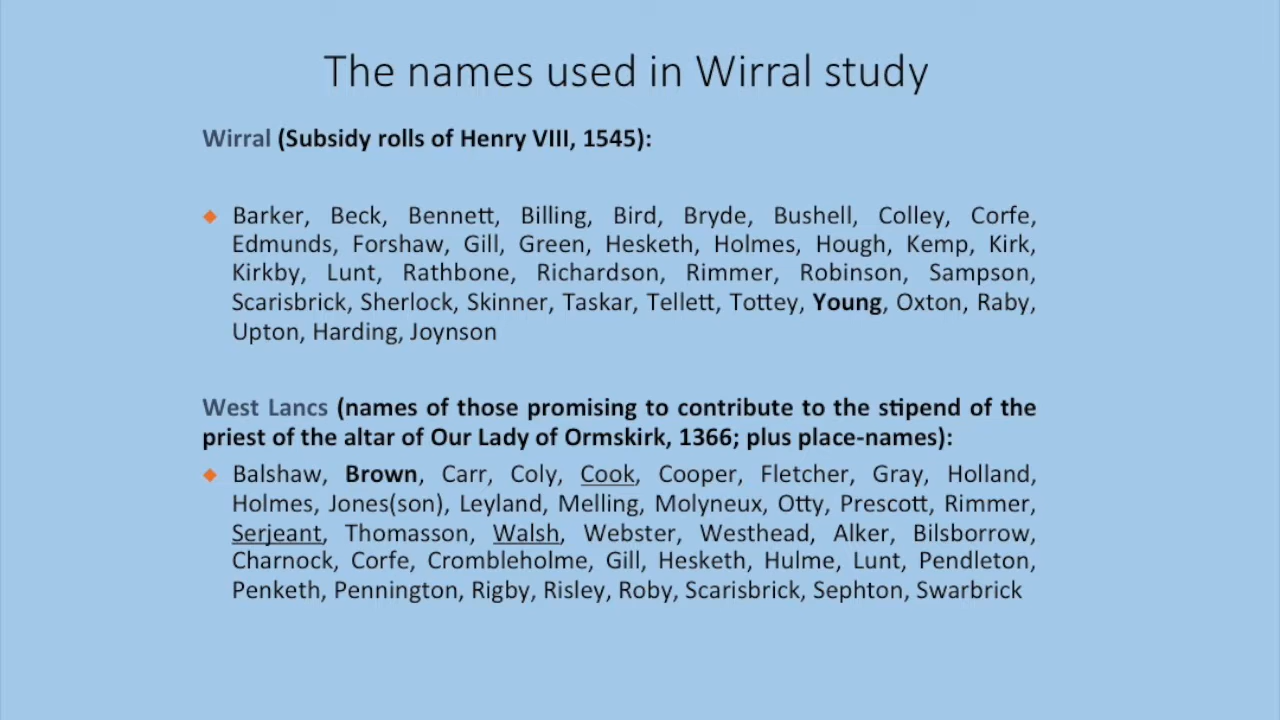 The names used in Wirral study
Wirral (Subsidy rolls of Henry VIII, 1545):
Barker, Beck, Bennett, Billing, Bird, Bryde, Bushell, Colley, Corfe,
Edmunds, Forshaw, Gill, Green, Hesketh, Holmes, Hough, Kemp, Kirk,
Kirkby, Lunt, Rathbone, Richardson, Rimmer, Robinson, Sampson,
Scarisbrick, Sherlock, Skinner, Taskar, Tellett, Tottey, Young, Oxton, Raby,
Upton, Harding, Joynson
West Lancs (names of those promising to contribute to the stipend of the
priest of the altar of Our Lady of Ormskirk, 1366; plus place-names):
Balshaw, Brown, Carr, Coly, Cook, Cooper, Fletcher, Gray, Holland,
Holmes, Jones(son), Leyland, Melling, Molyneux, Otty, Prescott, Rimmer,
Serjeant, Thomasson, Walsh, Webster, Westhead, Alker, Bilsborrow,
Charnock, Corfe, Crombleholme, Gill, Hesketh, Hulme, Lunt, Pendleton,
Penketh, Pennington, Rigby, Risley, Roby, Scarisbrick, Sephton, Swarbrick